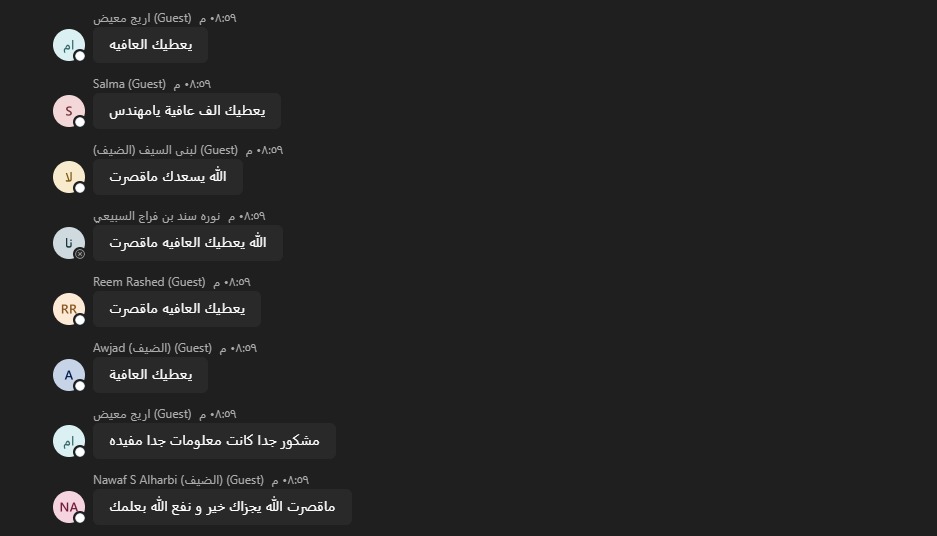 اريج معيض (Guest) ٠٨:٥٩ م
ام
يعطيك العافيه
Salma (Guest) ٠٨:٥٩ م
S
يعطيك الف عافية يامهندس
لبنى السيف (الضيف) (Guest) ٠٨:٥٩ م
لا
الله يسعدك ماقصرت
نوره سند بن فراج السبيعي ٠٨:٥٩ م
نا
الله يعطيك العافيه ماقصرت
Reem Rashed (Guest) ٠٨:٥٩ م
RR
يعطيك العافيه ماقصرت
Awjad (الضيف) (Guest) ٠٨:٥٩ م
A
يعطيك العافية
اريج معيض (Guest) ٠٨:٥٩ م
ام
مشكور جدا كانت معلومات جدا مفيده
Nawaf S Alharbi (الضيف) (Guest) ٠٨:٥٩ م
NA
ماقصرت الله يجزاك خير و نفع الله بعلمك